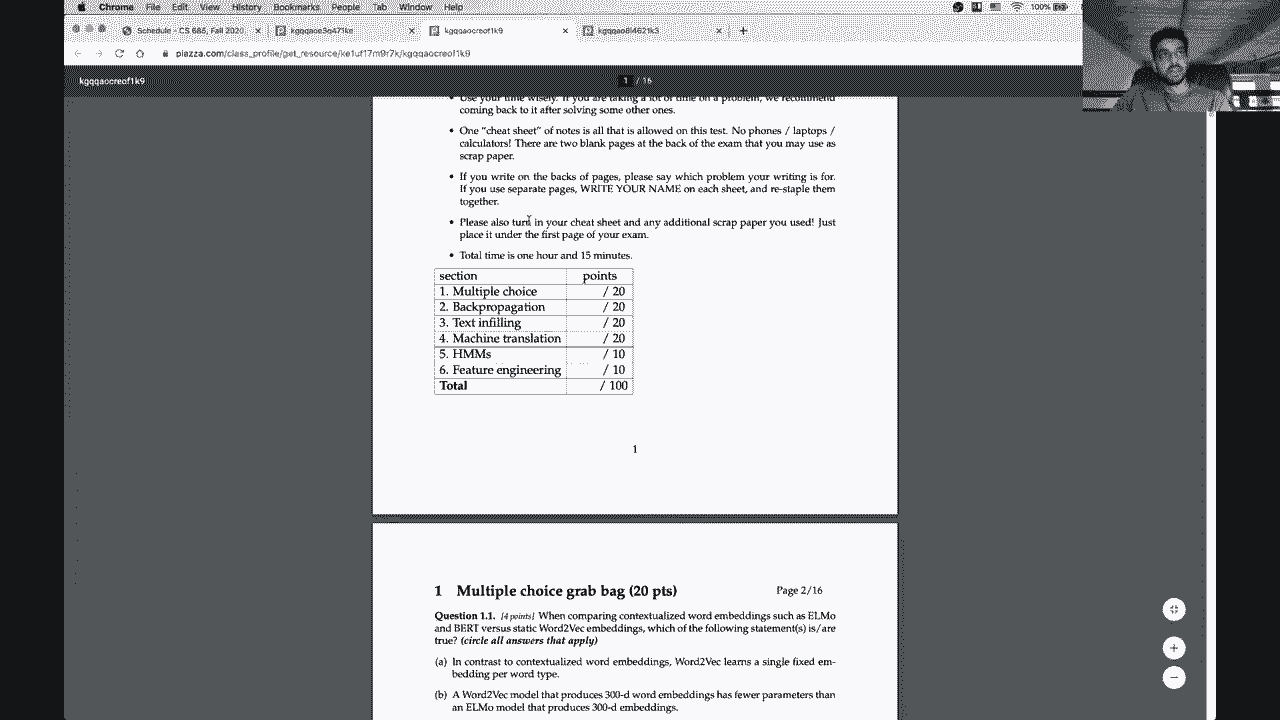 Chrome File Edit View History Bookmarks People Tab Window Help 100%
Schedule - CS 685, Fall 2020 kgqqaoe3q471ke kgqqaocreof1k9 kgqqao8l4621k3
piazza.com/class_profile/get_resource/ke1uf17m9r7k/kgqqaocreof1k9
kgqqaocreof1k9 1 / 16
Use your time wisely. If you are taking a lot of time on a problem, we recommend
coming back to it after solving some other ones.
• One "cheat sheet" of notes is all that is allowed on this test. No phones / laptops /
calculators! There are two blank pages at the back of the exam that you may use as
scrap paper.
• If you write on the backs of pages, please say which problem your writing is for.
If you use separate pages, WRITE YOUR NAME on each sheet, and re-staple them
together.
• Please also turn in your cheat sheet and any additional scrap paper you used! Just
place it under the first page of your exam.
• Total time is one hour and 15 minutes.
section points
1. Multiple choice / 20
2. Backpropagation / 20
3. Text infilling / 20
4. Machine translation / 20
5. HMMs / 10
6. Feature engineering / 10
Total / 100
1
1 Multiple choice grab bag (20 pts) Page 2/16
Question 1.1. [4 points] When comparing contextualized word embeddings such as ELMo
and BERT versus static Word2Vec embeddings, which of the following statement(s) is/are
true? (circle all answers that apply)
(a) In contrast to contextualized word embeddings, Word2Vec learns a single fixed em-
bedding per word type.
(b) A Word2Vec model that produces 300-d word embeddings has fewer parameters than
an ELMo model that produces 300-d embeddings.